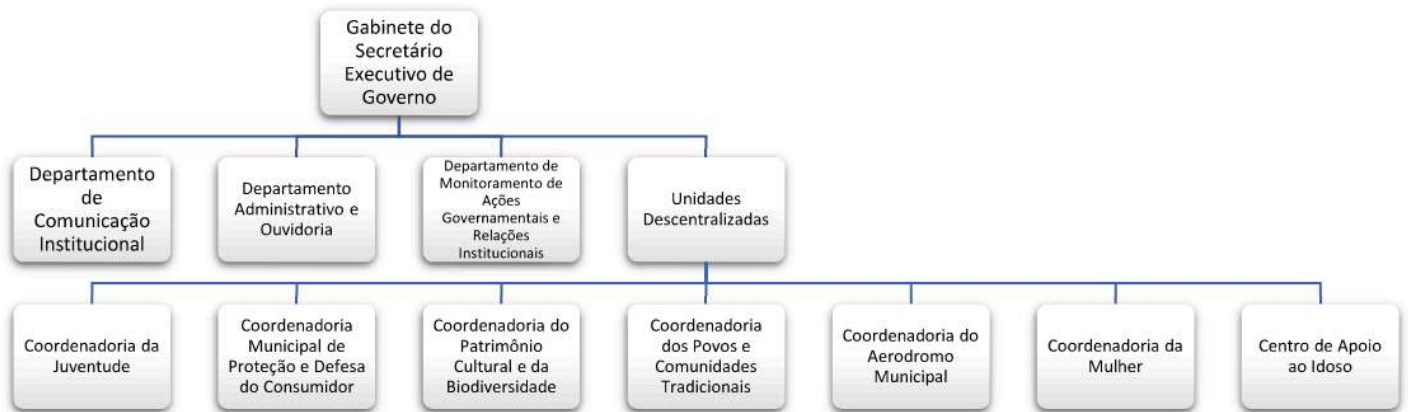 Gabinete do
Secretário
Executivo de
Governo
Departamento
de
Comunicação
Institucional
Departamento
Administrativo e
Ouvidoria
Departamento de
Monitoramento de
Ações
Governamentais e
Relações
Institucionais
Unidades
Descentralizadas
Coordenadoria da
Juventude
Coordenadoria
Municipal de
Proteção e Defesa
do Consumidor
Coordenadoria do
Patrimônio
Cultural e da
Biodiversidade
Coordenadoria
dos Povos e
Comunidades
Tradicionais
Coordenadoria do
Aerodromo
Municipal
Coordenadoria da
Mulher
Centro de Apoio
ao Idoso